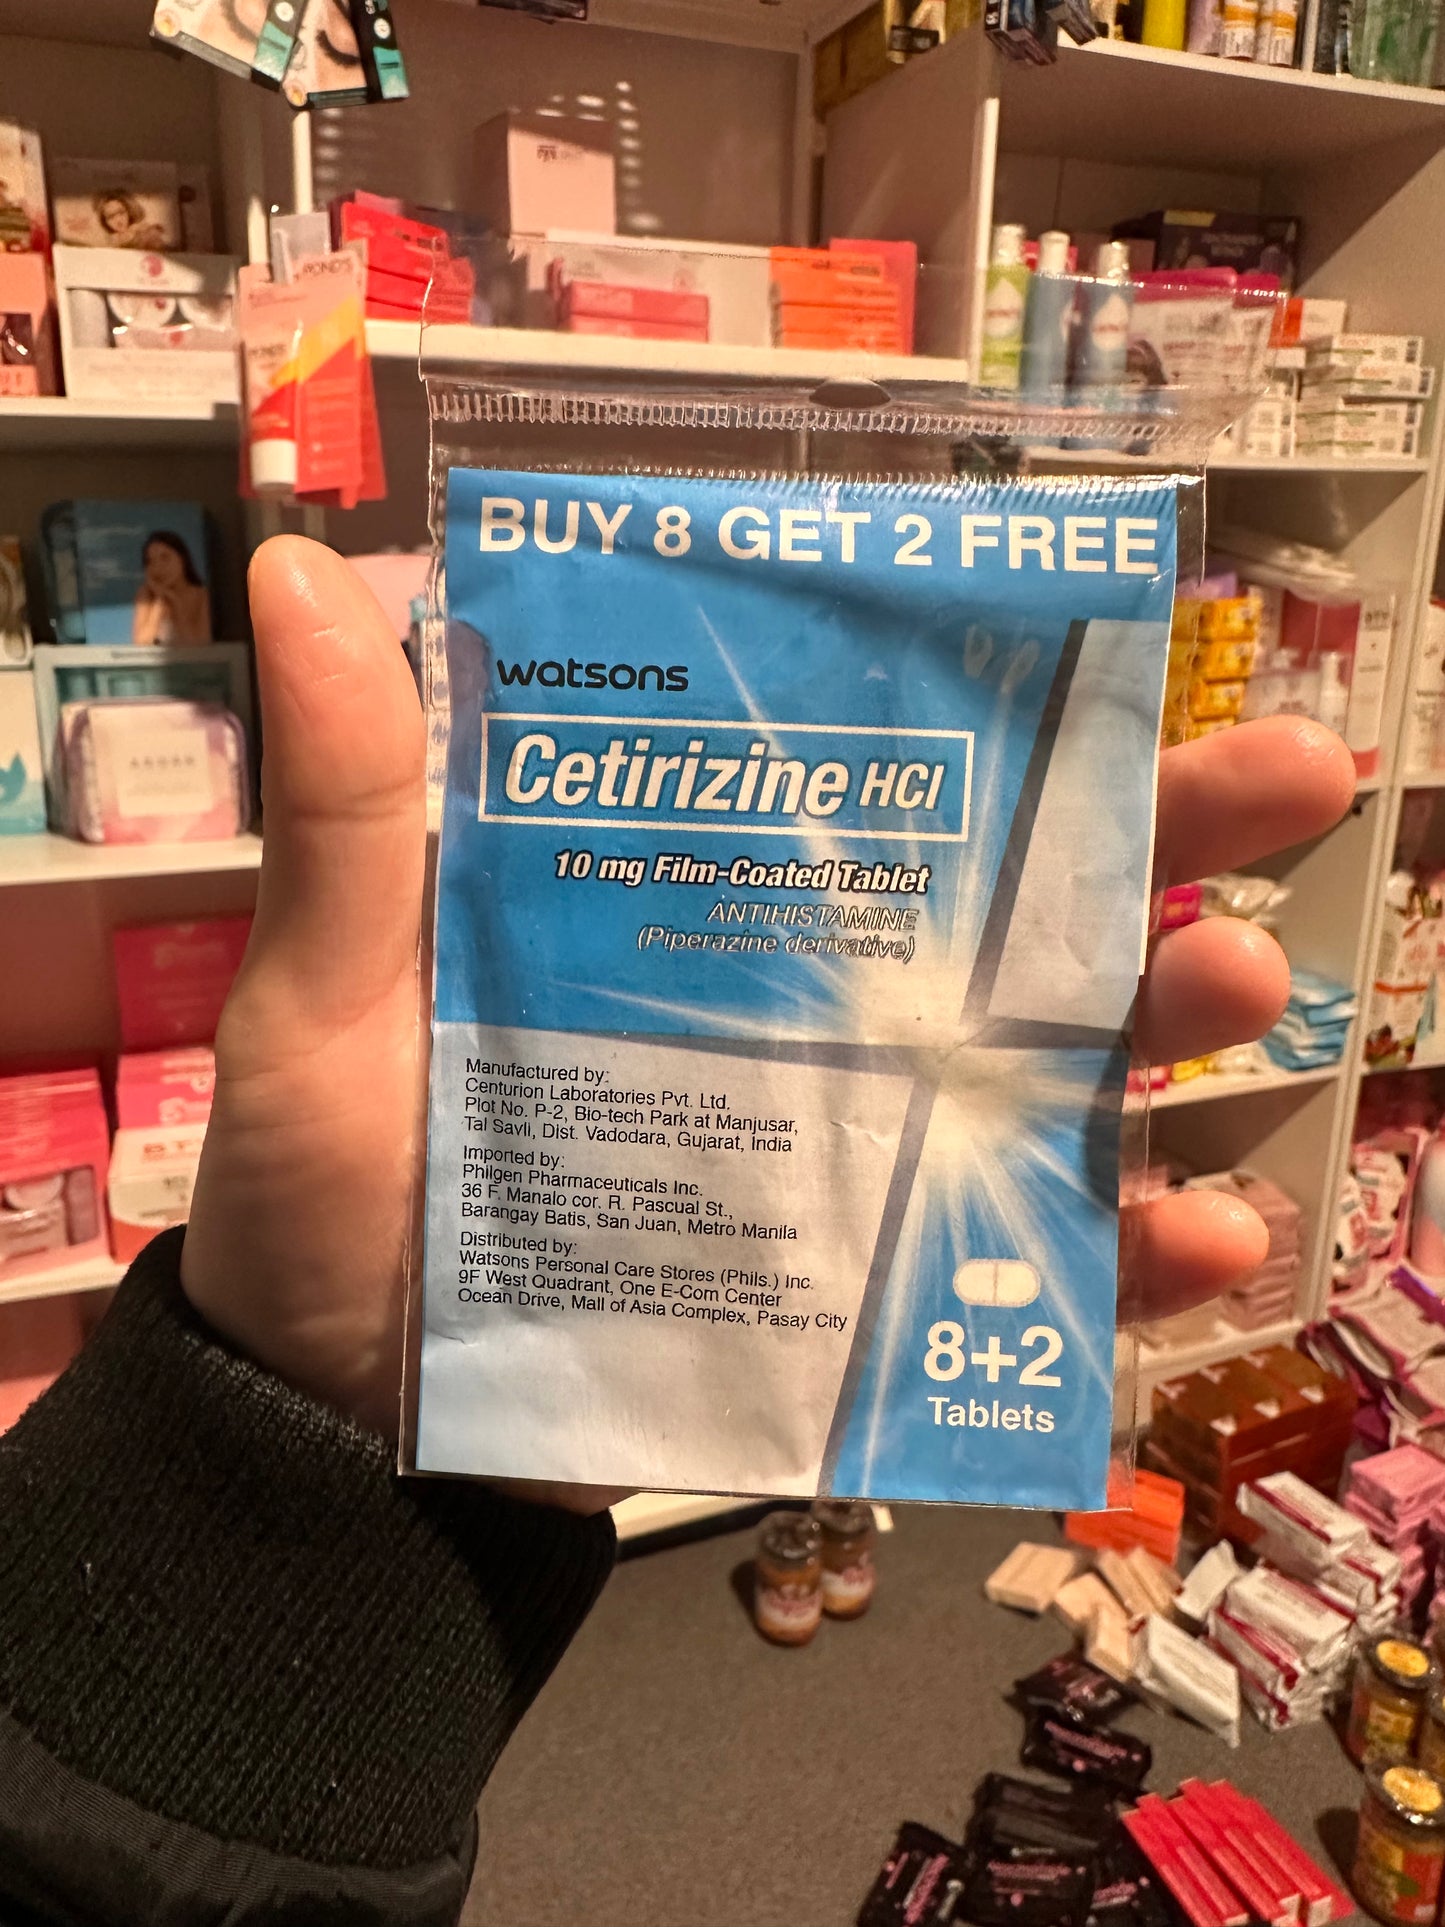 BUY 8 GET 2 FREE
watsons
Cetirizine HCl
10 mg Film-Coated Tablet
ANTIHISTAMINE
(Piperazine derivative)
Manufactured by:
Centurion Laboratories Pvt. Ltd.
Plot No. P-2, Bio-tech Park at Manjusar,
Tal Savli, Dist. Vadodara, Gujarat, India
Imported by:
Philgen Pharmaceuticals Inc.
36 F. Manalo cor. R. Pascual St.,
Barangay Batis, San Juan, Metro Manila
Distributed by:
Watsons Personal Care Stores (Phils.) Inc.
9F West Quadrant, One E-Com Center
Ocean Drive, Mall of Asia Complex, Pasay City
8+2
Tablets
POND'S